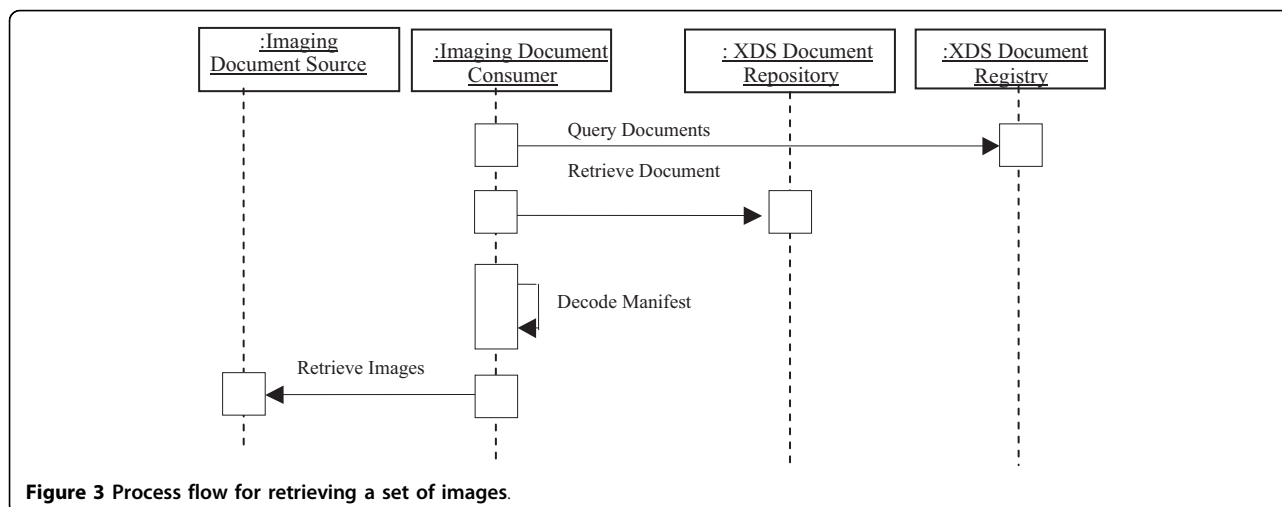 :Imaging
Document Source
:Imaging Document
Consumer
: XDS Document
Repository
:XDS Document
Registry
Query Documents
Retrieve Document
Decode Manifest
Retrieve Images
Figure 3 Process flow for retrieving a set of images.